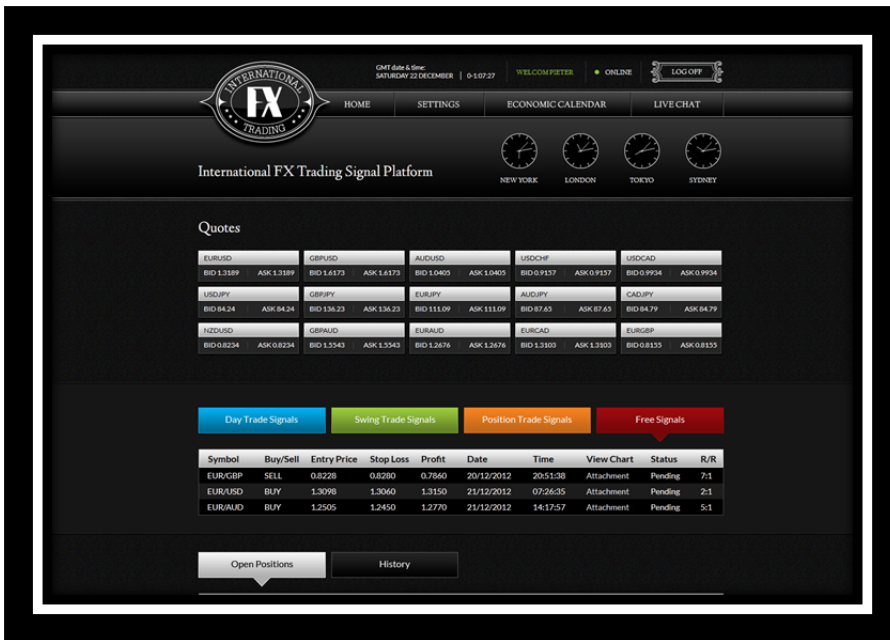 INTERNATIONAL
FX
TRADING
GMT date & time:
SATURDAY 22 DECEMBER | 0-1:07:27
WELCOM PIETER
ONLINE
LOG OFF
HOME
SETTINGS
ECONOMIC CALENDAR
LIVE CHAT
International FX Trading Signal Platform
NEW YORK
LONDON
TOKYO
SYDNEY
Quotes
EURUSD GBPUSD AUDUSD USDCHF USDCAD
BID 1.3189 ASK 1.3189 BID 1.6173 ASK 1.6173 BID 1.0405 ASK 1.0405 BID 0.9157 ASK 0.9157 BID 0.9934 ASK 0.9934
USDJPY GBPJPY EURJPY AUDJPY CADJPY
BID 84.24 ASK 84.24 BID 136.23 ASK 136.23 BID 111.09 ASK 111.09 BID 87.65 ASK 87.65 BID 84.79 ASK 84.79
NZDUSD GBPAUD EURAUD EURCAD EURGBP
BID 0.8234 ASK 0.8234 BID 1.5543 ASK 1.5543 BID 1.2676 ASK 1.2676 BID 1.3103 ASK 1.3103 BID 0.8155 ASK 0.8155
Day Trade Signals Swing Trade Signals Position Trade Signals Free Signals
Symbol Buy/Sell Entry Price Stop Loss Profit Date Time View Chart Status R/R
EUR/GBP SELL 0.8228 0.8280 0.7860 20/12/2012 20:51:38 Attachment Pending 7:1
EUR/USD BUY 1.3098 1.3060 1.3150 21/12/2012 07:26:35 Attachment Pending 2:1
EUR/AUD BUY 1.2505 1.2450 1.2770 21/12/2012 14:17:57 Attachment Pending 5:1
Open Positions History